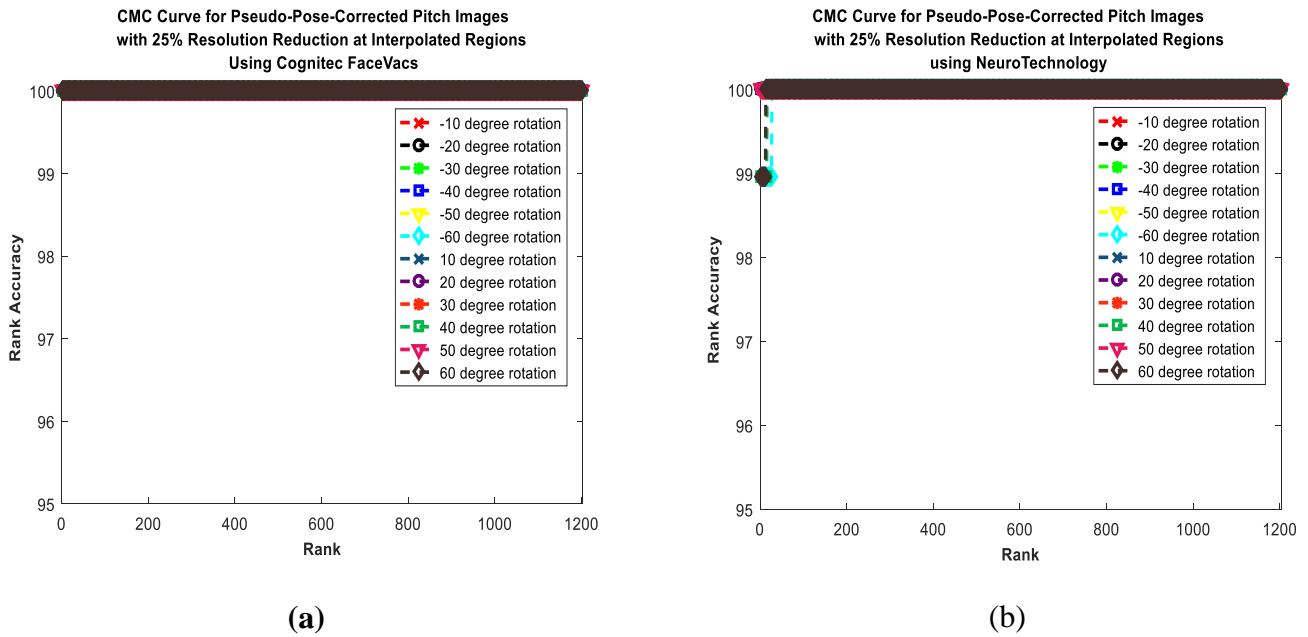 CMC Curve for Pseudo-Pose-Corrected Pitch Images
with 25% Resolution Reduction at Interpolated Regions
Using Cognitec FaceVacs
100
99
98
97
96
95
Rank Accuracy
-10 degree rotation
-20 degree rotation
-30 degree rotation
-40 degree rotation
-50 degree rotation
-60 degree rotation
10 degree rotation
20 degree rotation
30 degree rotation
40 degree rotation
50 degree rotation
60 degree rotation
0 200 400 600 800 1000 1200
Rank
(a)
CMC Curve for Pseudo-Pose-Corrected Pitch Images
with 25% Resolution Reduction at Interpolated Regions
using NeuroTechnology
100
99
98
97
96
95
Rank Accuracy
-10 degree rotation
-20 degree rotation
-30 degree rotation
-40 degree rotation
-50 degree rotation
-60 degree rotation
10 degree rotation
20 degree rotation
30 degree rotation
40 degree rotation
50 degree rotation
60 degree rotation
0 200 400 600 800 1000 1200
Rank
(b)